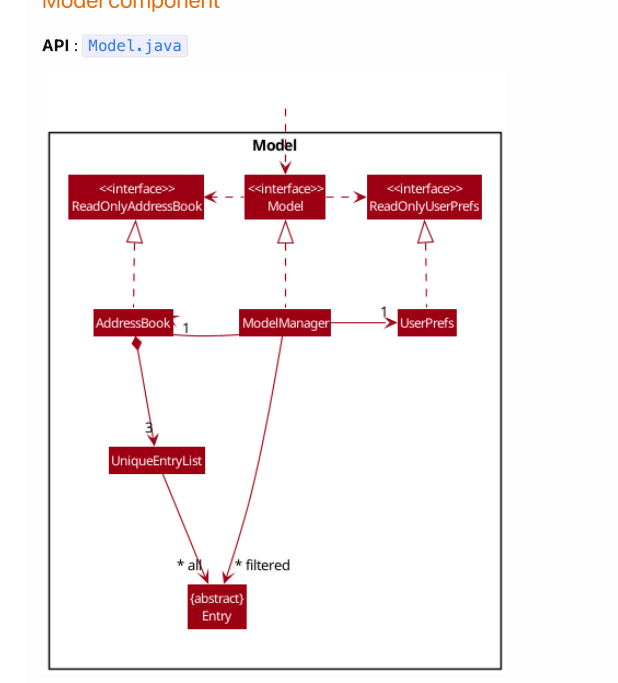 Model component
API : Model.java
Model
<<interface>>
ReadOnlyAddressBook
<<interface>>
Model
<<interface>>
ReadOnlyUserPrefs
AddressBook
1
ModelManager
1
UserPrefs
3
UniqueEntryList
* all
* filtered
{abstract}
Entry